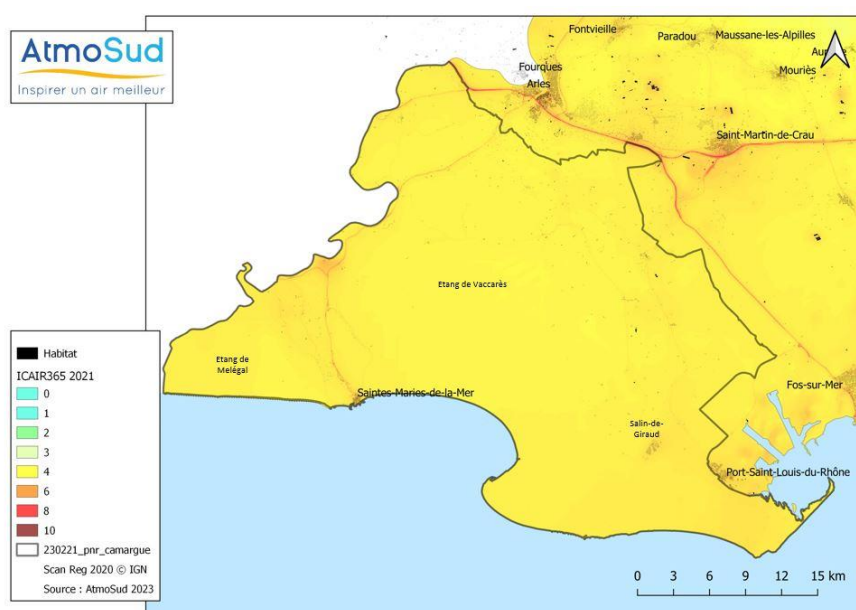 AtmoSud
Inspirer un air meilleur
Fontvieille
Paradou
Maussane-les-Alpilles
Mouriès
Fourques
Arles
Saint-Martin-de-Crau
Etang de Vaccarès
Etang de
Melégal
Saintes-Maries-de-la-Mer
Salin-de-
Giraud
Fos-sur-Mer
Port-Saint-Louis-du-Rhône
Habitat
ICAIR365 2021
0
1
2
3
4
6
8
10
230221_pnr_camargue
Scan Reg 2020 © IGN
Source : AtmoSud 2023
0 3 6 9 12 15 km